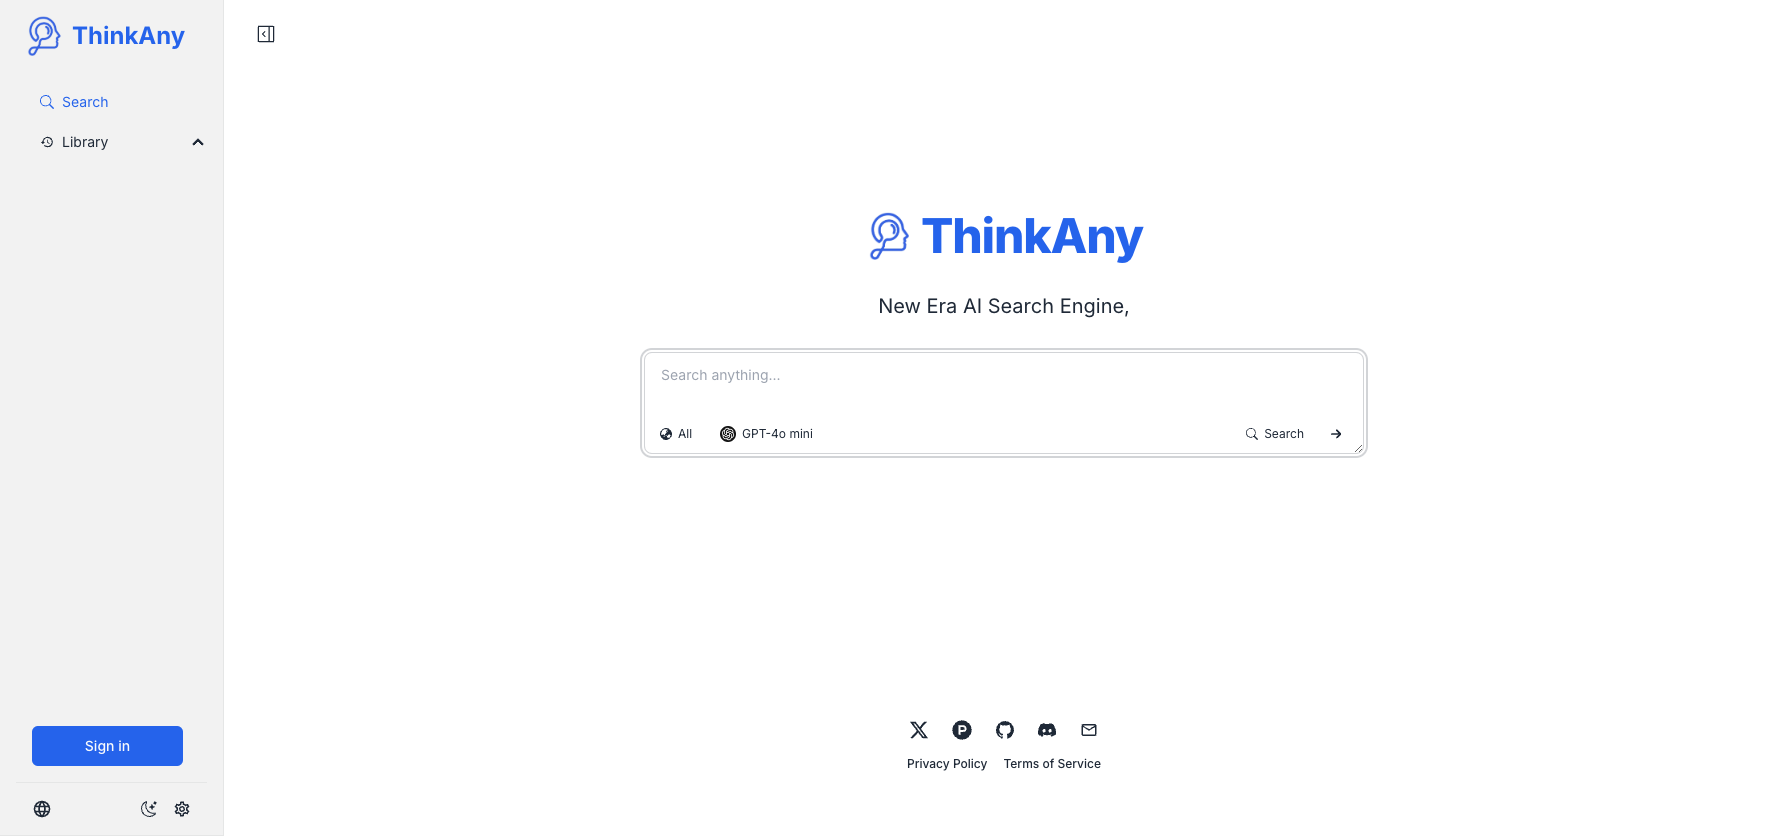 ThinkAny
Search
Library
ThinkAny
New Era AI Search Engine,
Search anything...
All GPT-4o mini Search
Sign in
Privacy Policy Terms of Service